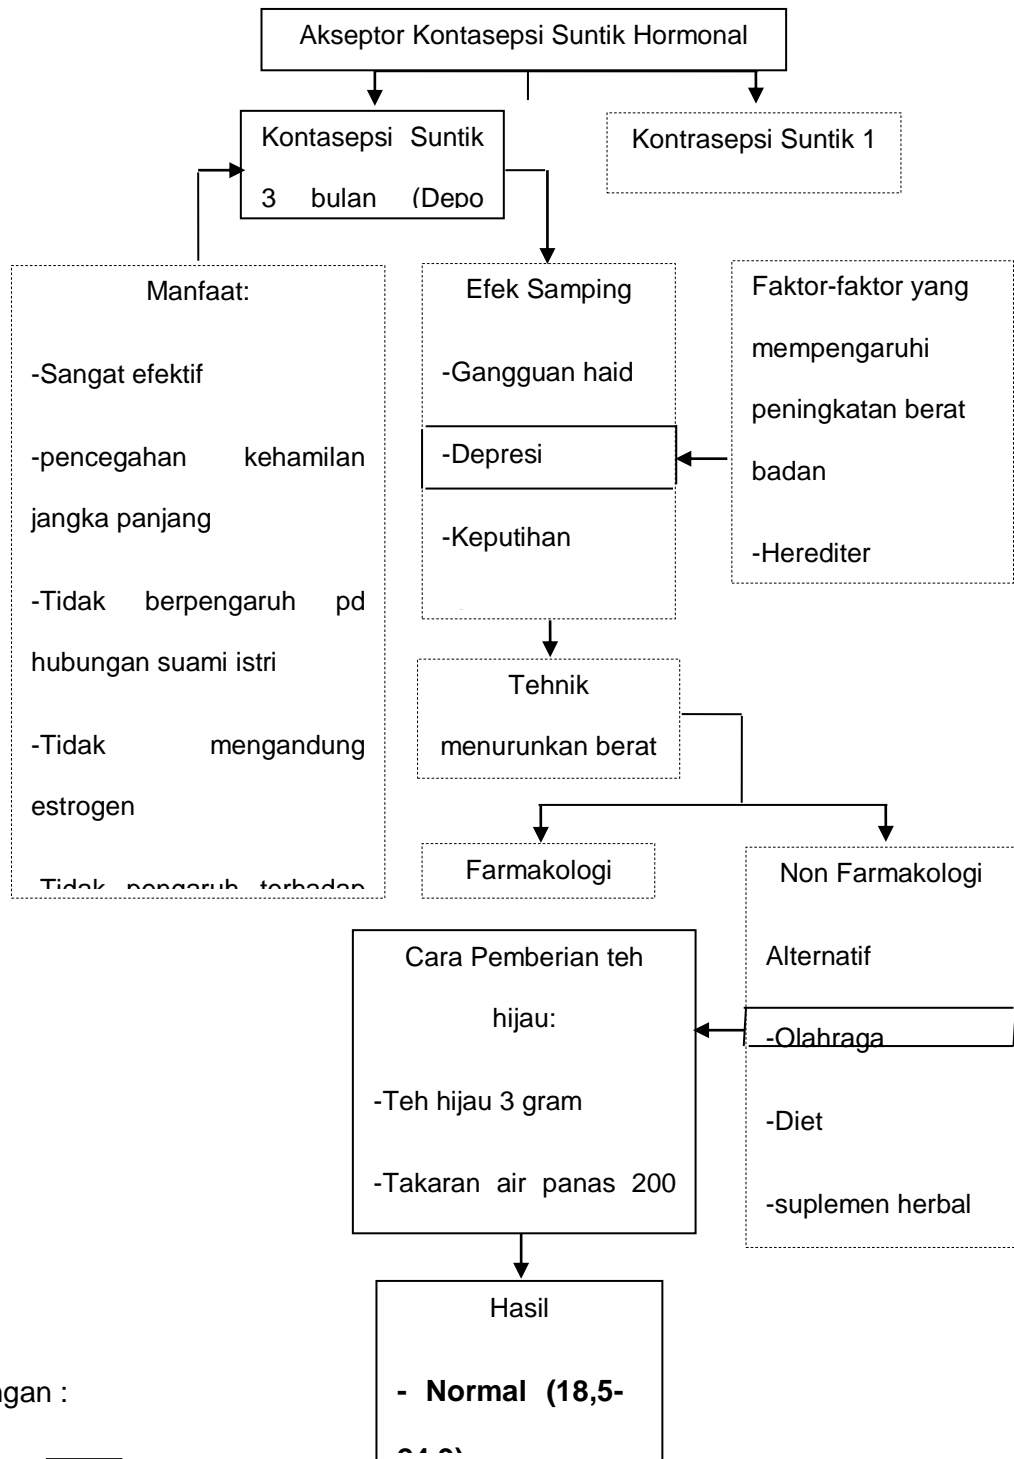 Akseptor Kontasepsi Suntik Hormonal
Kontasepsi Suntik
3 bulan (Depo
Kontrasepsi Suntik 1
Manfaat:
-Sangat efektif
-pencegahan kehamilan
jangka panjang
-Tidak berpengaruh pd
hubungan suami istri
-Tidak mengandung
estrogen
-Tidak pengaruh terhadap
Efek Samping
-Gangguan haid
-Depresi
-Keputihan
Faktor-faktor yang
mempengaruhi
peningkatan berat
badan
-Herediter
Tehnik
menurunkan berat
Farmakologi
Non Farmakologi
Alternatif
-Olahraga
-Diet
-suplemen herbal
Cara Pemberian teh
hijau:
-Teh hijau 3 gram
-Takaran air panas 200
Hasil
- Normal (18,5-
ngan :